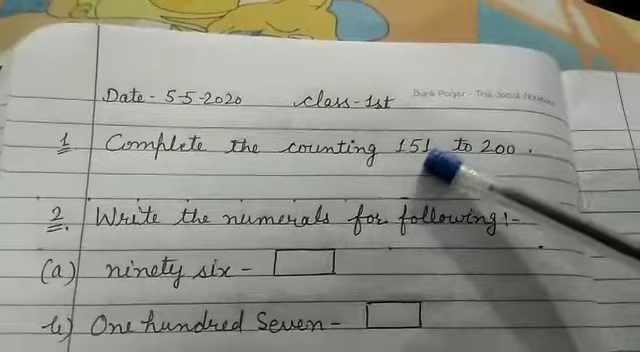 Date - 5-5-2020 class - 1st
1 Complete the counting 151 to 200 .
2. Write the numerals for following :-
(a) ninety six -
b) One hundred Seven -